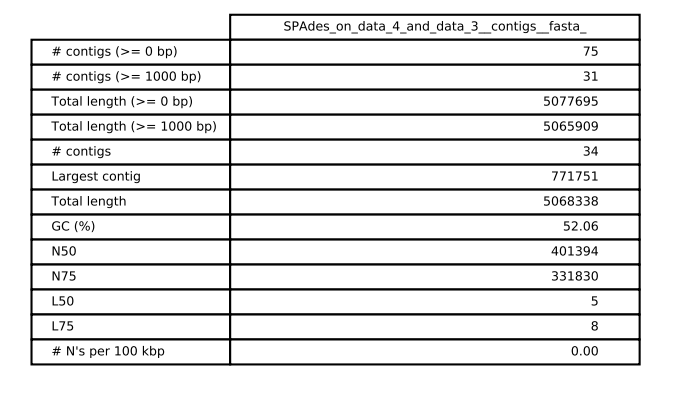 SPAdes_on_data_4_and_data_3__contigs__fasta_
# contigs (>= 0 bp) 75
# contigs (>= 1000 bp) 31
Total length (>= 0 bp) 5077695
Total length (>= 1000 bp) 5065909
# contigs 34
Largest contig 771751
Total length 5068338
GC (%) 52.06
N50 401394
N75 331830
L50 5
L75 8
# N's per 100 kbp 0.00